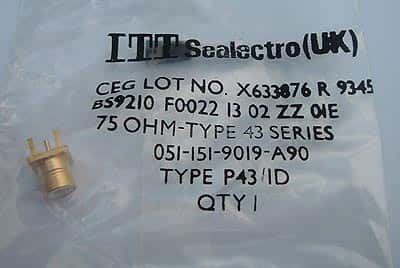 ITT Sealectro (UK)
CEG LOT NO. X633876 R 9345
BS9210 F0022 13 02 ZZ 01E
75 OHM-TYPE 43 SERIES
051-151-9019-A90
TYPE P43/1D
QTY 1